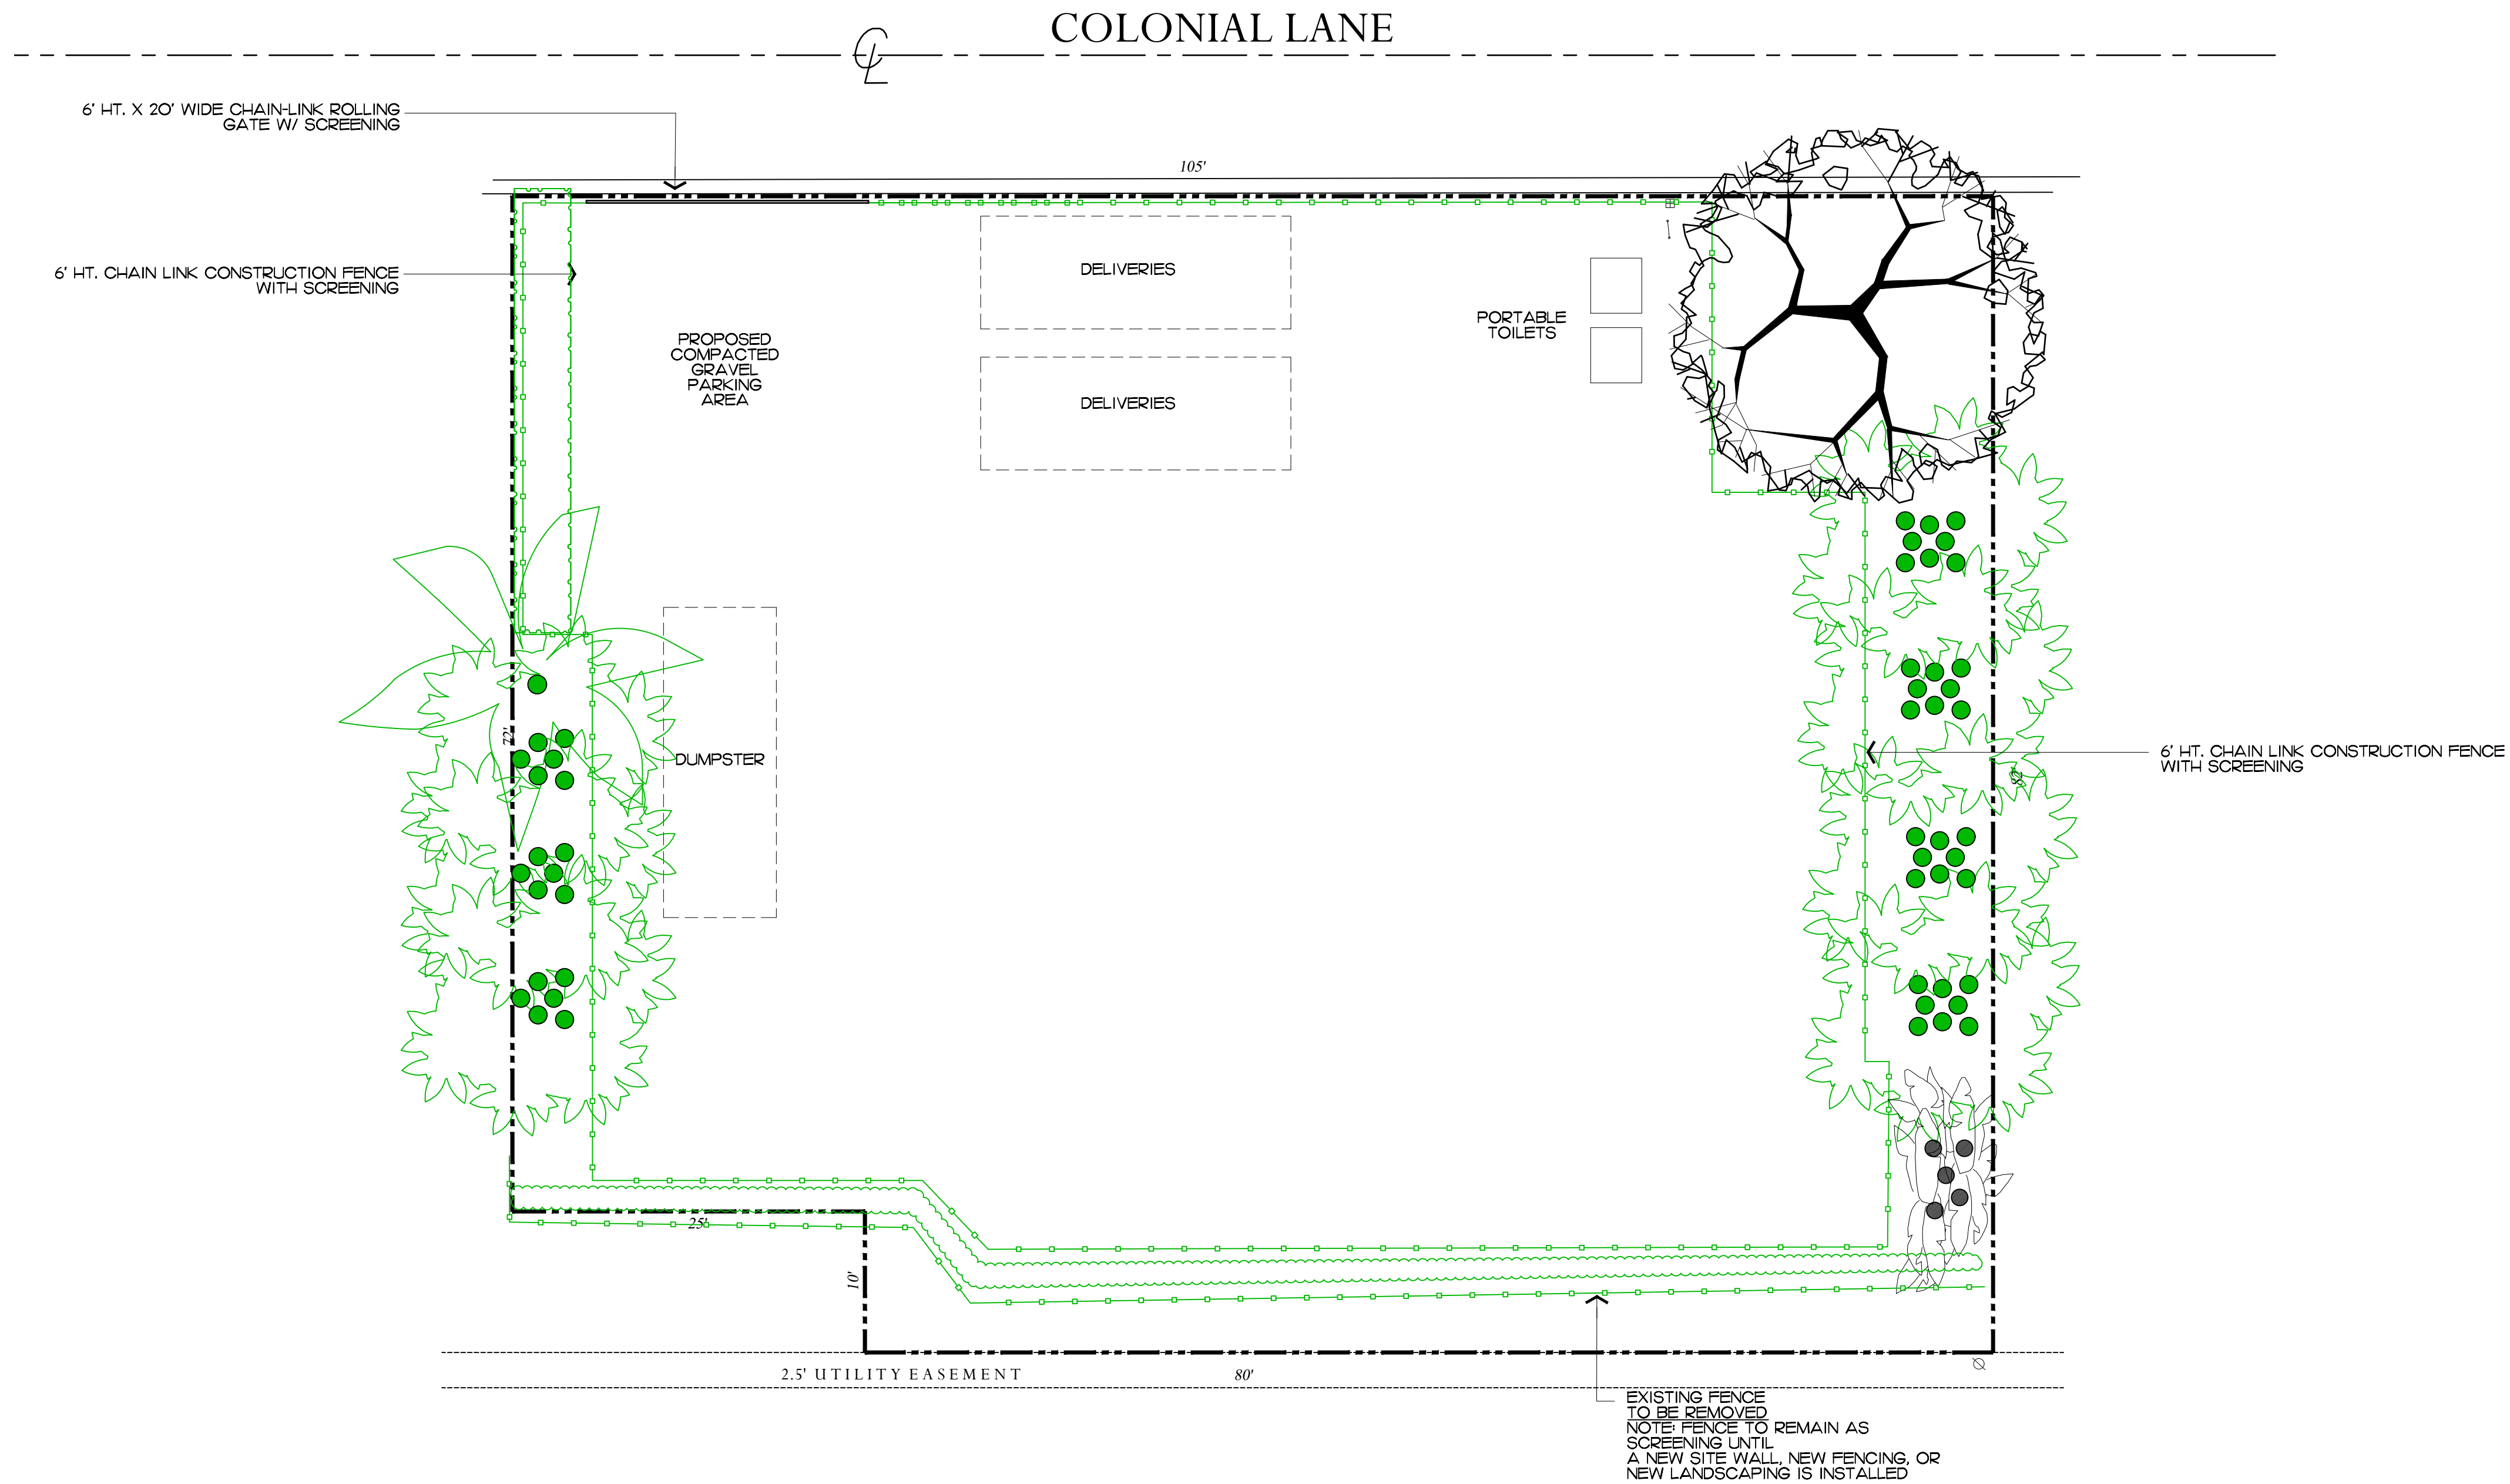 COLONIAL LANE
CL
6' HT. X 20' WIDE CHAIN-LINK ROLLING
GATE W/ SCREENING
105'
6' HT. CHAIN LINK CONSTRUCTION FENCE
WITH SCREENING
DELIVERIES
PROPOSED
COMPACTED
GRAVEL
PARKING
AREA
PORTABLE
TOILETS
DELIVERIES
72'
DUMPSTER
6' HT. CHAIN LINK CONSTRUCTION FENCE
WITH SCREENING
82'
25'
10'
2.5' UTILITY EASEMENT
80'
EXISTING FENCE
TO BE REMOVED
NOTE: FENCE TO REMAIN AS
SCREENING UNTIL
A NEW SITE WALL, NEW FENCING, OR
NEW LANDSCAPING IS INSTALLED